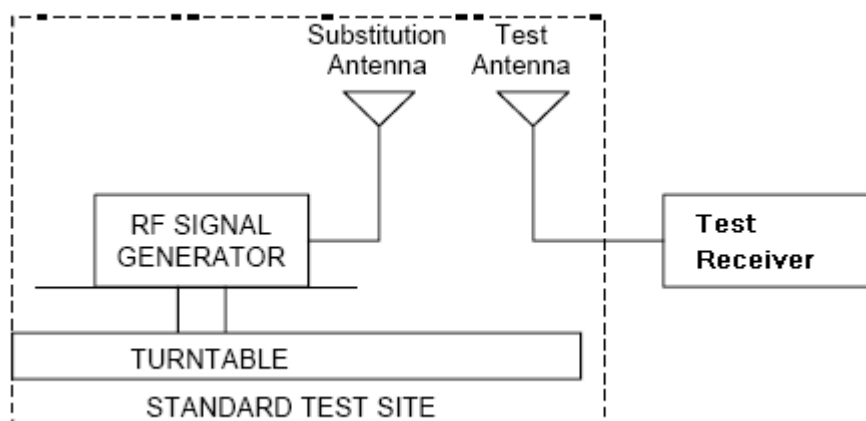 Substitution
Antenna
Test
Antenna
RF SIGNAL
GENERATOR
Test
Receiver
TURNTABLE
STANDARD TEST SITE